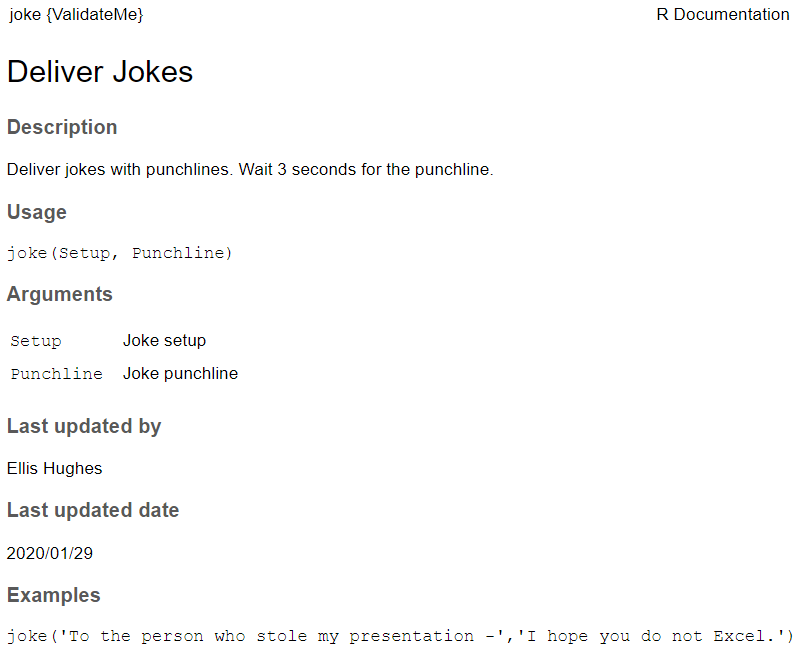 joke {ValidateMe} R Documentation
Deliver Jokes
Description
Deliver jokes with punchlines. Wait 3 seconds for the punchline.
Usage
joke(Setup, Punchline)
Arguments
Setup Joke setup
Punchline Joke punchline
Last updated by
Ellis Hughes
Last updated date
2020/01/29
Examples
joke('To the person who stole my presentation -','I hope you do not Excel.')